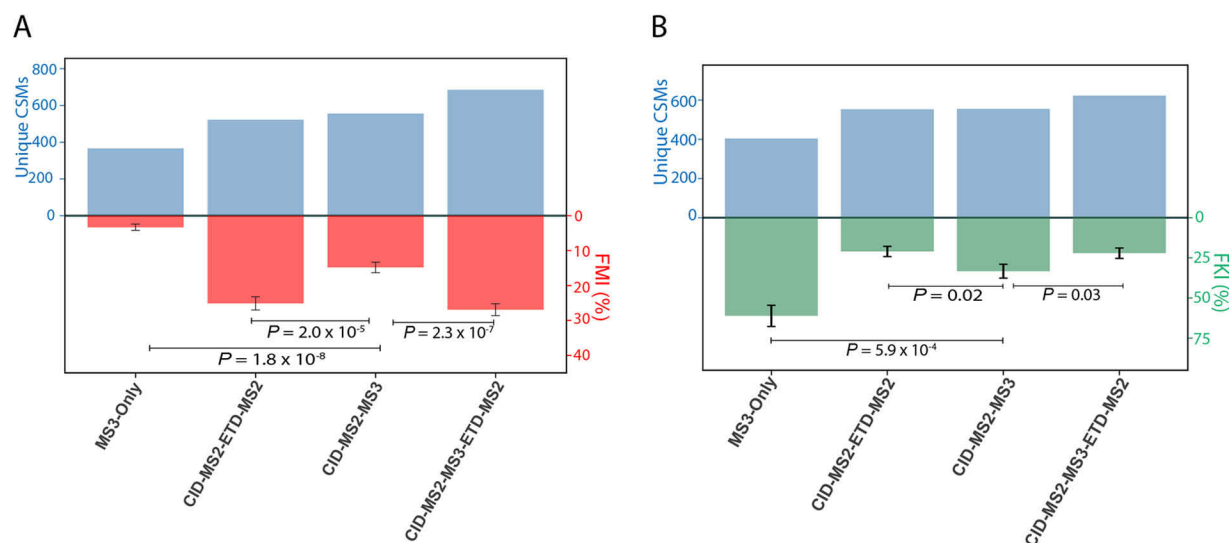 A
Unique CSMs
800
600
400
200
0
0
10
20
30
40
FMI (%)
P = 2.0 x 10-5
P = 2.3 x 10-7
P = 1.8 x 10-8
MS3-Only
CID-MS2-ETD-MS2
CID-MS2-MS3
CID-MS2-MS3-ETD-MS2
B
Unique CSMs
600
400
200
0
0
25
50
75
FKI (%)
P = 0.02
P = 0.03
P = 5.9 x 10-4
MS3-Only
CID-MS2-ETD-MS2
CID-MS2-MS3
CID-MS2-MS3-ETD-MS2